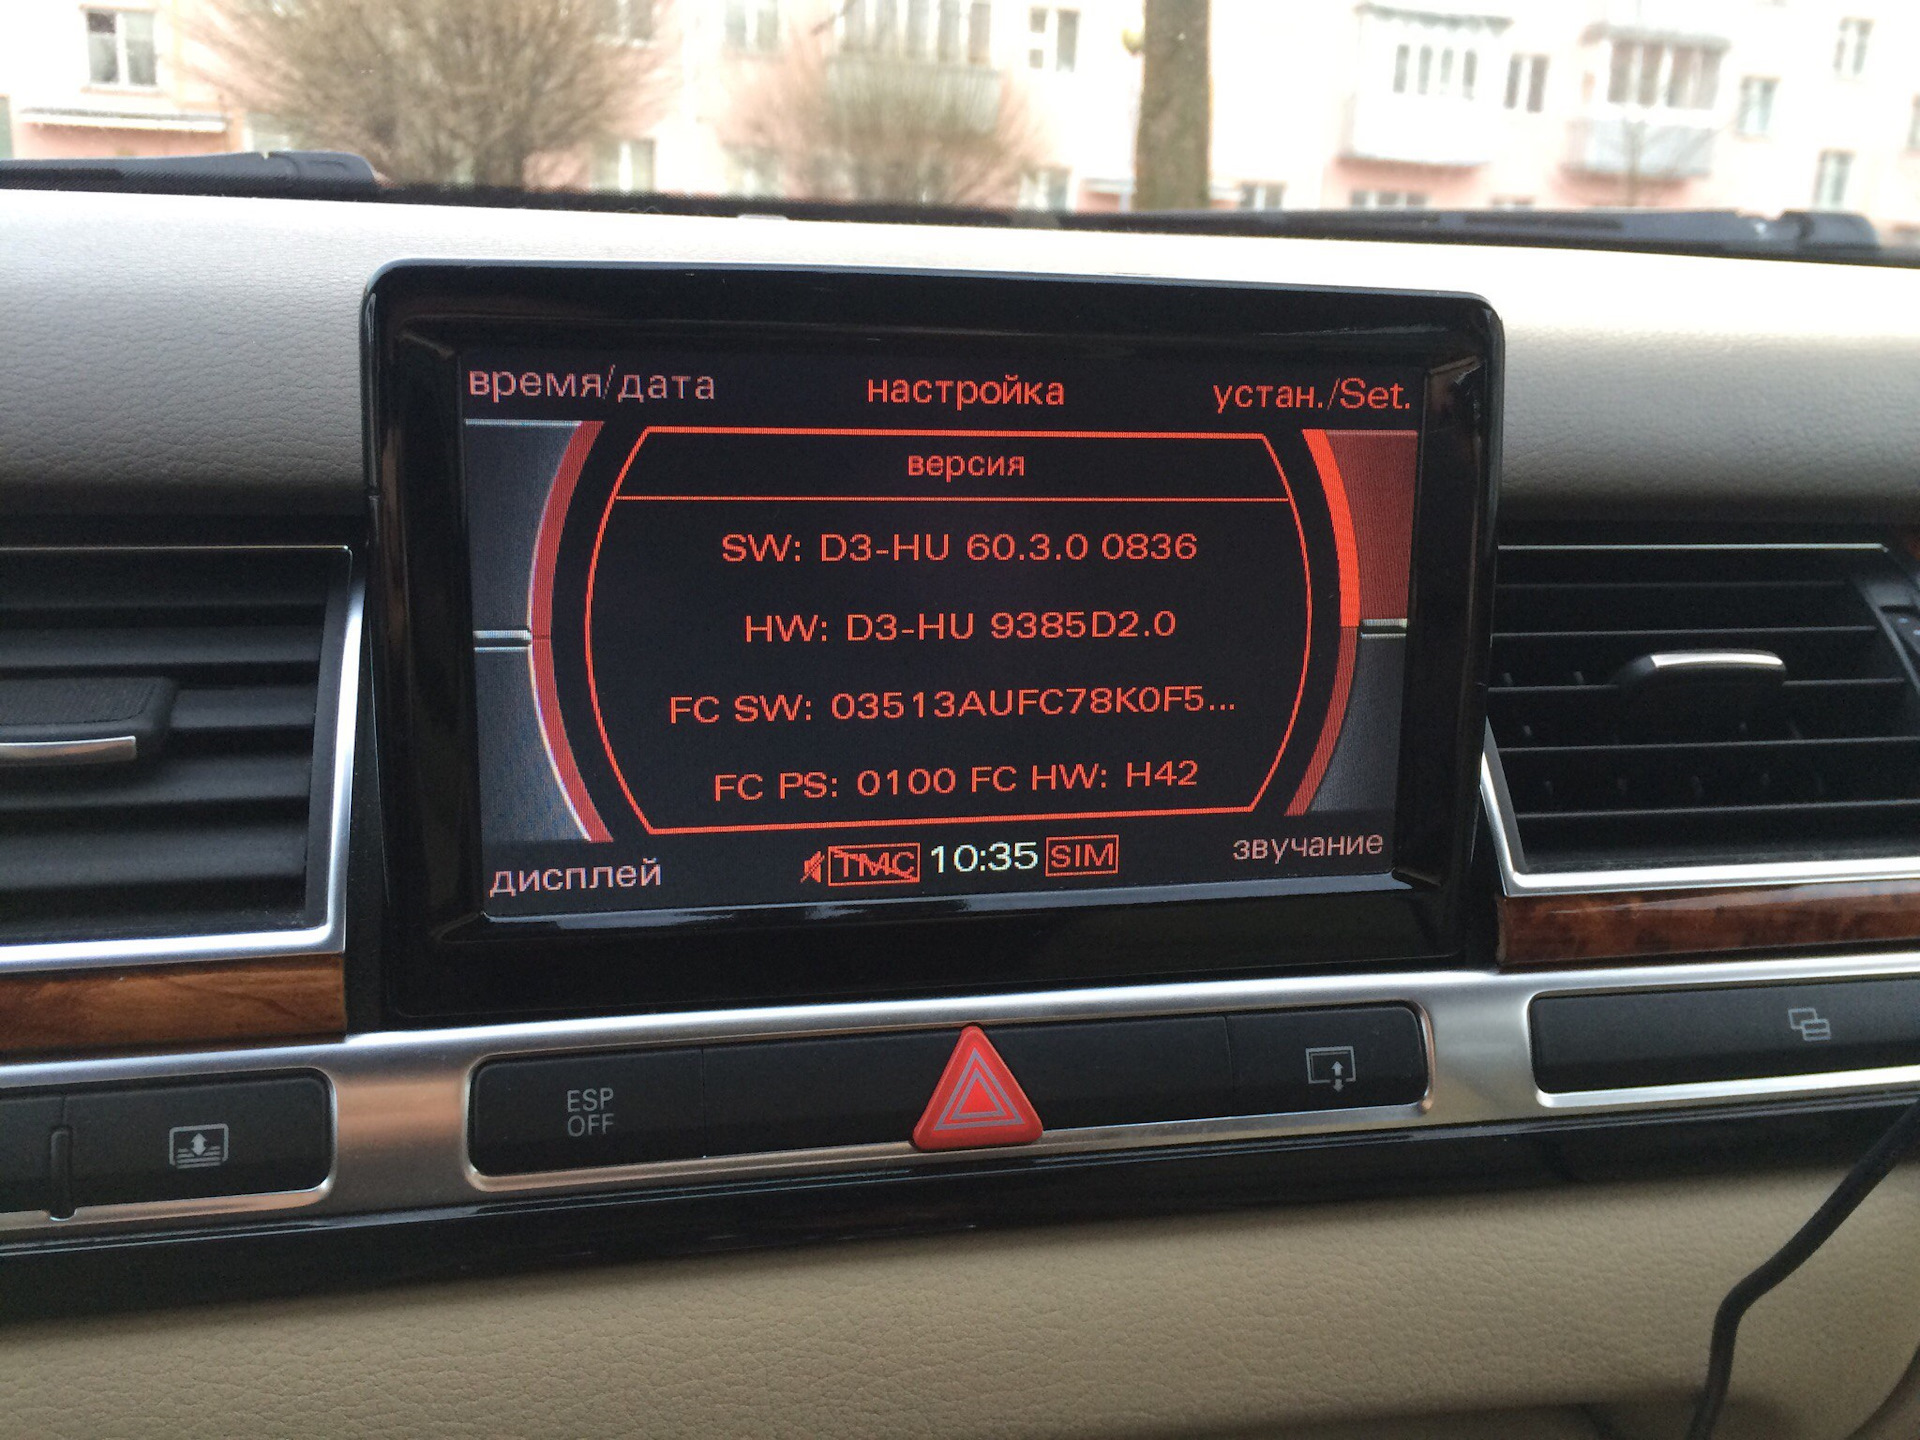 время/дата настройка устан./Set.
версия
SW: D3-HU 60.3.0 0836
HW: D3-HU 9385D2.0
FC SW: 03513AUFC78K0F5...
FC PS: 0100 FC HW: H42
дисплей TMC 10:35 SIM звучание
ESP
OFF